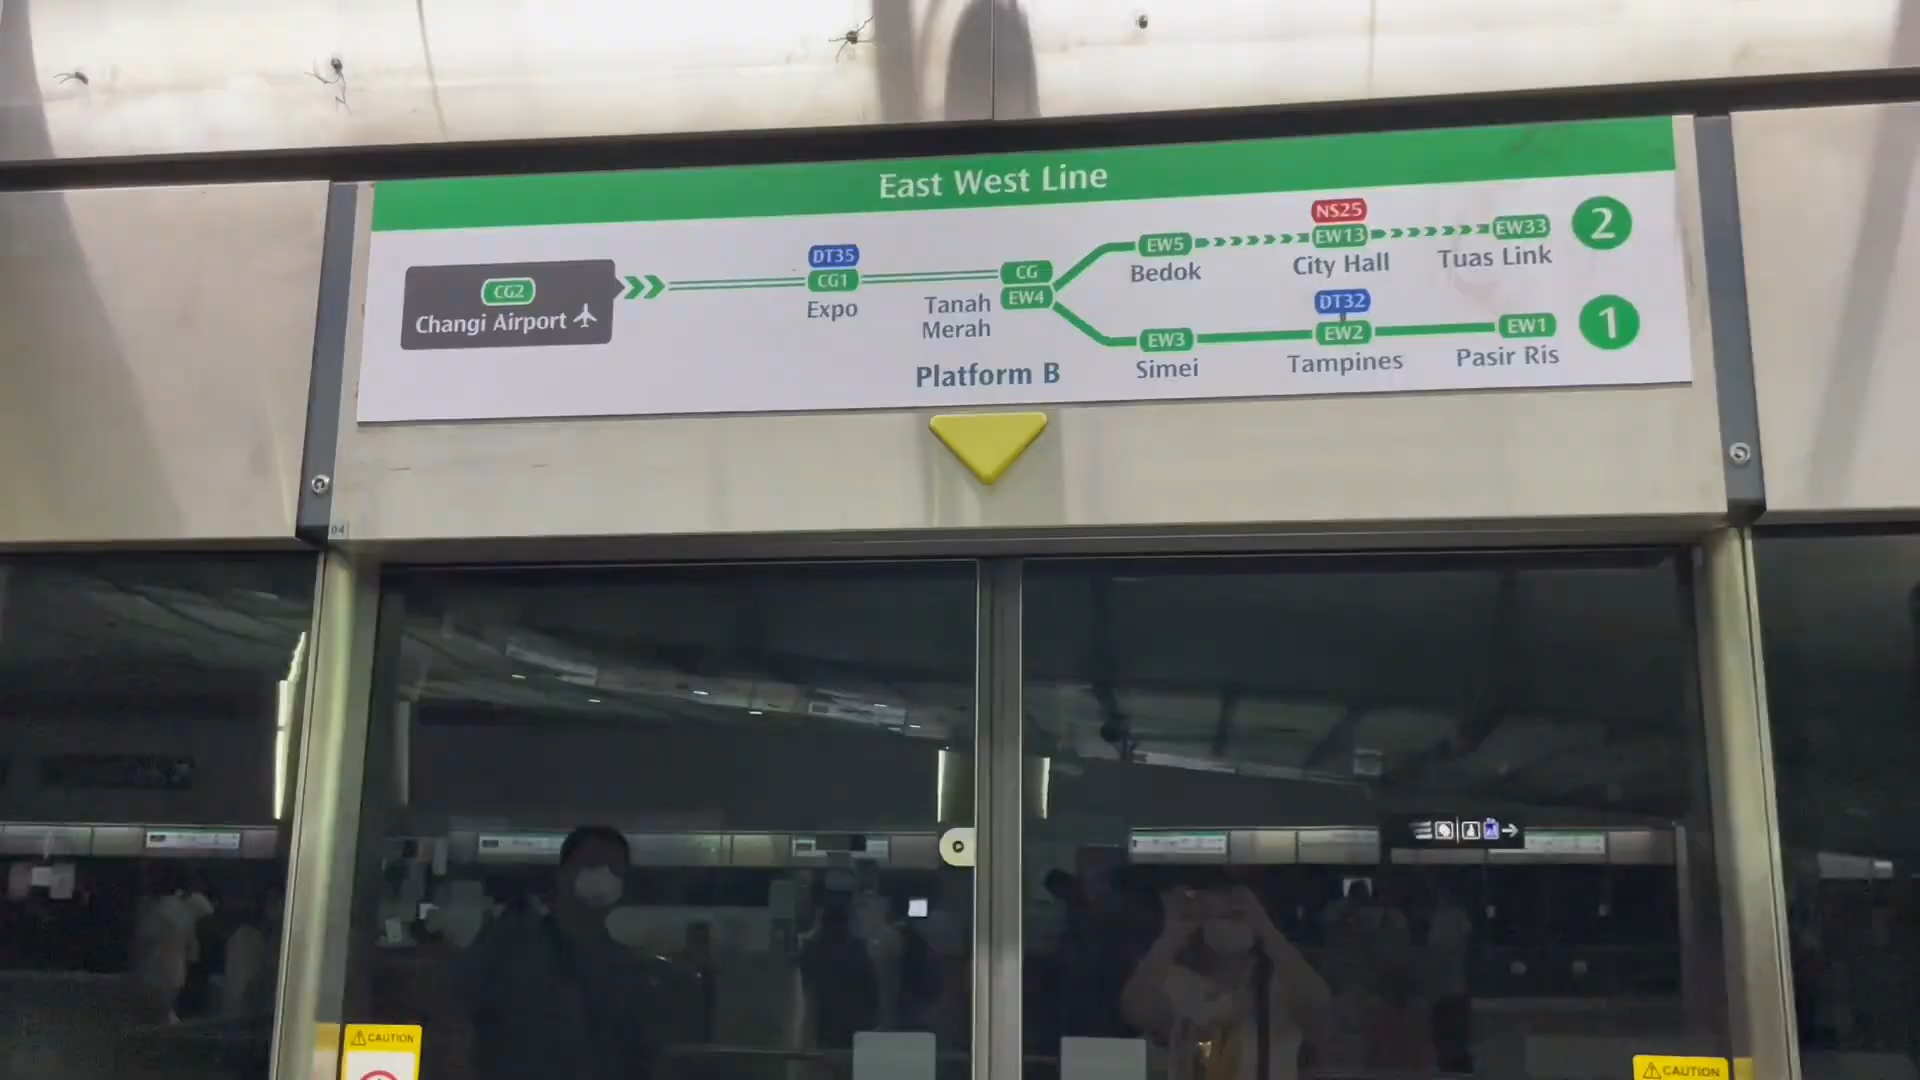 East West Line
CG2
Changi Airport
DT35
CG1
Expo
CG
EW4
Tanah
Merah
Platform B
EW5
Bedok
NS25
EW13
City Hall
EW33
Tuas Link
2
EW3
Simei
DT32
EW2
Tampines
EW1
Pasir Ris
1
04
CAUTION
CAUTION